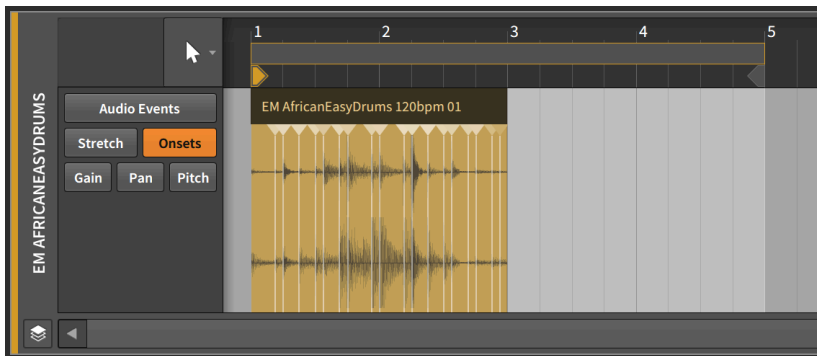 1 2 3 4 5
EM AFRICANEASYDRUMS
Audio Events
Stretch Onsets
Gain Pan Pitch
EM AfricanEasyDrums 120bpm 01